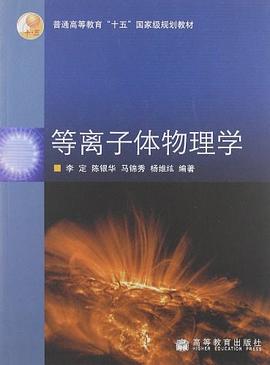 普通高等教育“十五”国家级规划教材
等离子体物理学
李 定 陈银华 马锦秀 杨维纮 编著
高等教育出版社
HIGHER EDUCATION PRESS